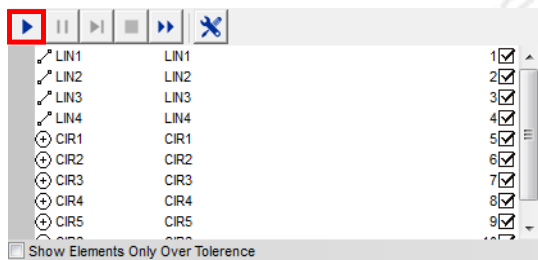 LIN1 LIN1 1
LIN2 LIN2 2
LIN3 LIN3 3
LIN4 LIN4 4
CIR1 CIR1 5
CIR2 CIR2 6
CIR3 CIR3 7
CIR4 CIR4 8
CIR5 CIR5 9
Show Elements Only Over Tolerence